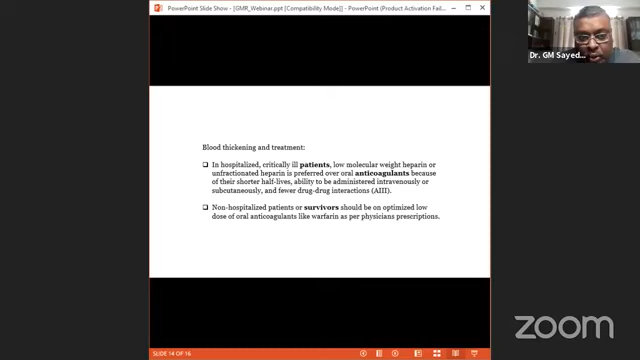 PowerPoint Slide Show - [GMR_Webinar.ppt [Compatibility Mode]] - PowerPoint (Product Activation Fail...
Dr. GM Sayed...
Blood thickening and treatment:
In hospitalized, critically ill patients, low molecular weight heparin or
unfractionated heparin is preferred over oral anticoagulants because
of their shorter half-lives, ability to be administered intravenously or
subcutaneously, and fewer drug-drug interactions (AIII).
Non-hospitalized patients or survivors should be on optimized low
dose of oral anticoagulants like warfarin as per physicians prescriptions.
zoom
SLIDE 14 OF 16